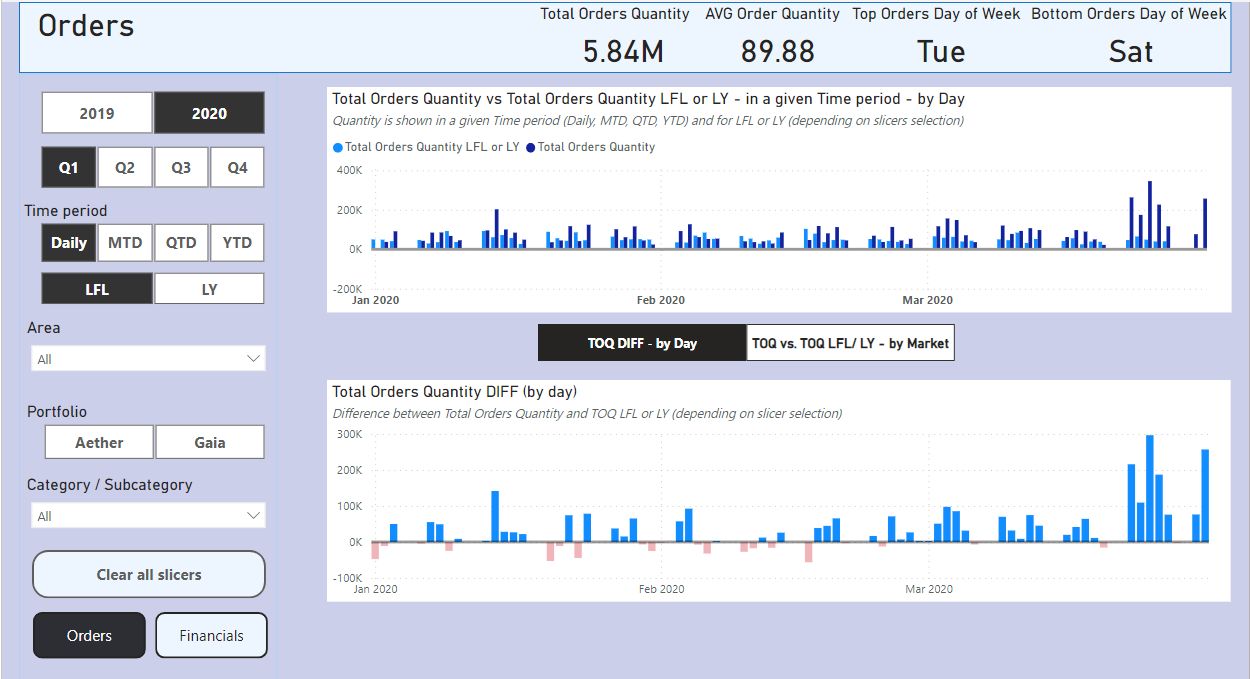 Orders
Total Orders Quantity AVG Order Quantity Top Orders Day of Week Bottom Orders Day of Week
5.84M 89.88 Tue Sat
2019 2020
Q1 Q2 Q3 Q4
Time period
Daily MTD QTD YTD
LFL LY
Area
All
Portfolio
Aether Gaia
Category / Subcategory
All
Clear all slicers
Orders Financials
Total Orders Quantity vs Total Orders Quantity LFL or LY - in a given Time period - by Day
Quantity is shown in a given Time period (Daily, MTD, QTD, YTD) and for LFL or LY (depending on slicers selection)
Total Orders Quantity LFL or LY Total Orders Quantity
400K
200K
0K
-200K
Jan 2020 Feb 2020 Mar 2020
TOQ DIFF - by Day TOQ vs. TOQ LFL/ LY - by Market
Total Orders Quantity DIFF (by day)
Difference between Total Orders Quantity and TOQ LFL or LY (depending on slicer selection)
300K
200K
100K
0K
-100K
Jan 2020 Feb 2020 Mar 2020